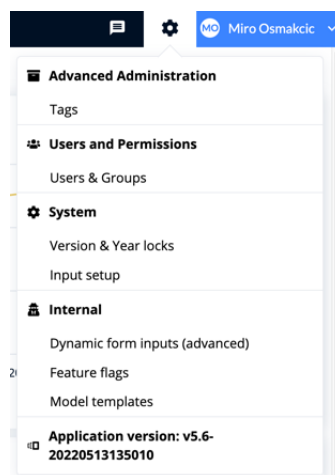 MO Miro Osmakcic
Advanced Administration
Tags
Users and Permissions
Users & Groups
System
Version & Year locks
Input setup
Internal
Dynamic form inputs (advanced)
Feature flags
Model templates
Application version: v5.6-
20220513135010